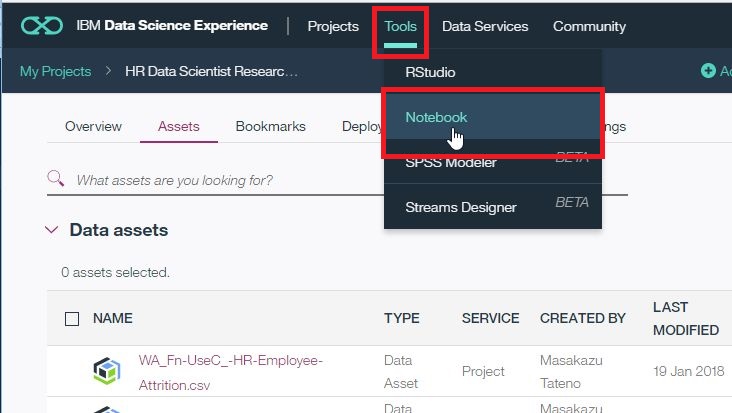 IBM Data Science Experience Projects Tools Data Services Community
My Projects > HR Data Scientist Researc…
RStudio
Notebook
SPSS Modeler BETA
Streams Designer BETA
Overview Assets Bookmarks
What assets are you looking for?
Data assets
0 assets selected.
NAME TYPE SERVICE CREATED BY LAST MODIFIED
WA_Fn-UseC_-HR-Employee-
Attrition.csv
Data
Asset
Project
Masakazu
Tateno
19 Jan 2018
Data
Masakazu